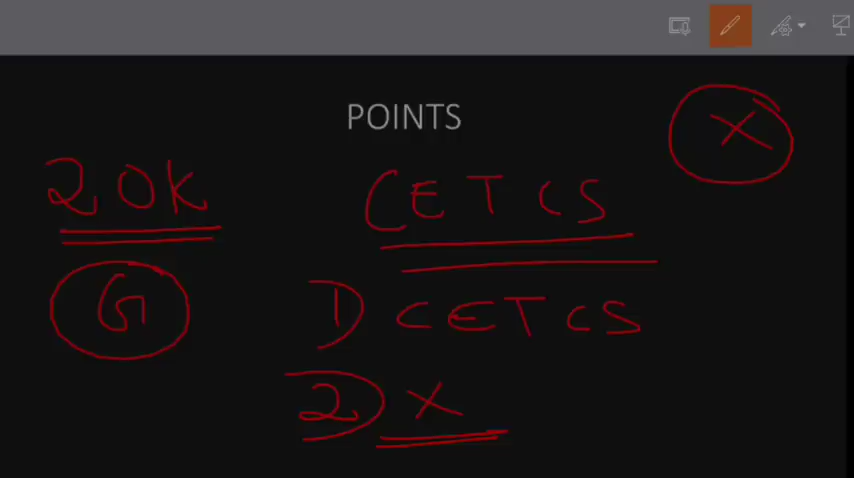 POINTS
X
20K CETCS
G
1) CETCS
2) X